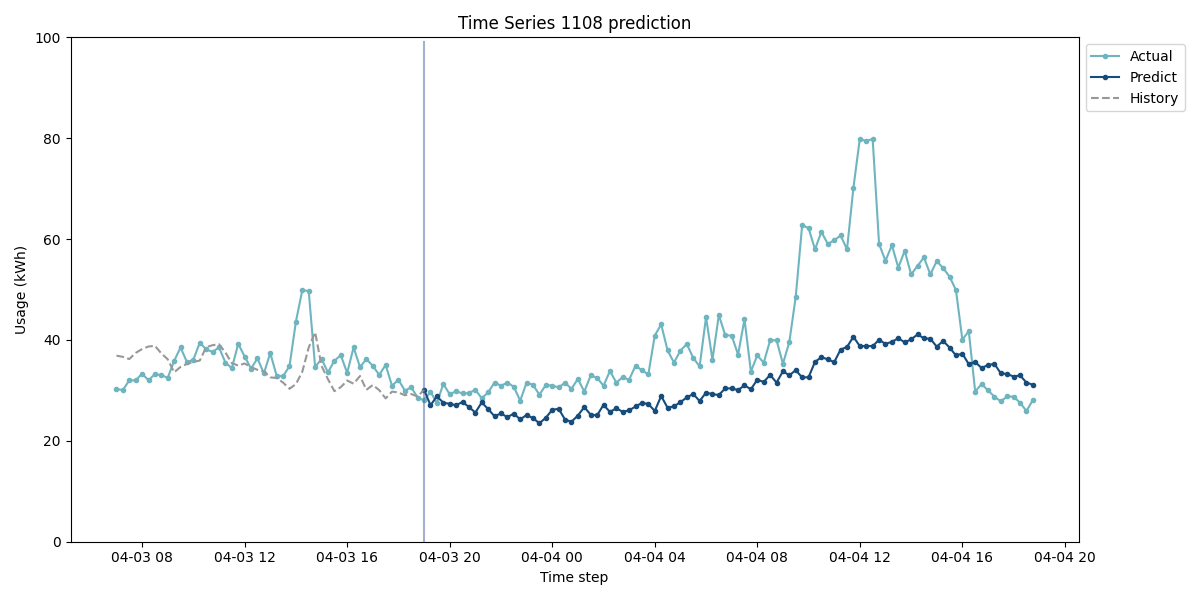 Time Series 1108 prediction
Usage (kWh)
100
80
60
40
20
0
04-03 08
04-03 12
04-03 16
04-03 20
04-04 00
04-04 04
04-04 08
04-04 12
04-04 16
04-04 20
Time step
Actual
Predict
History